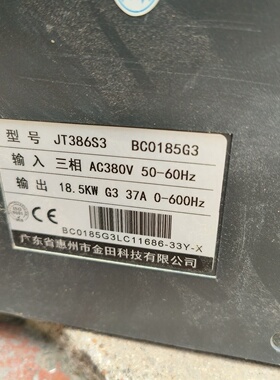 型号 JT386S3 BC0185G3
输入 三相 AC380V 50-60Hz
输出 18.5KW G3 37A 0-600Hz
CE
BC0185G3LC11686-33Y-X
广东省惠州市金田科技有限公司